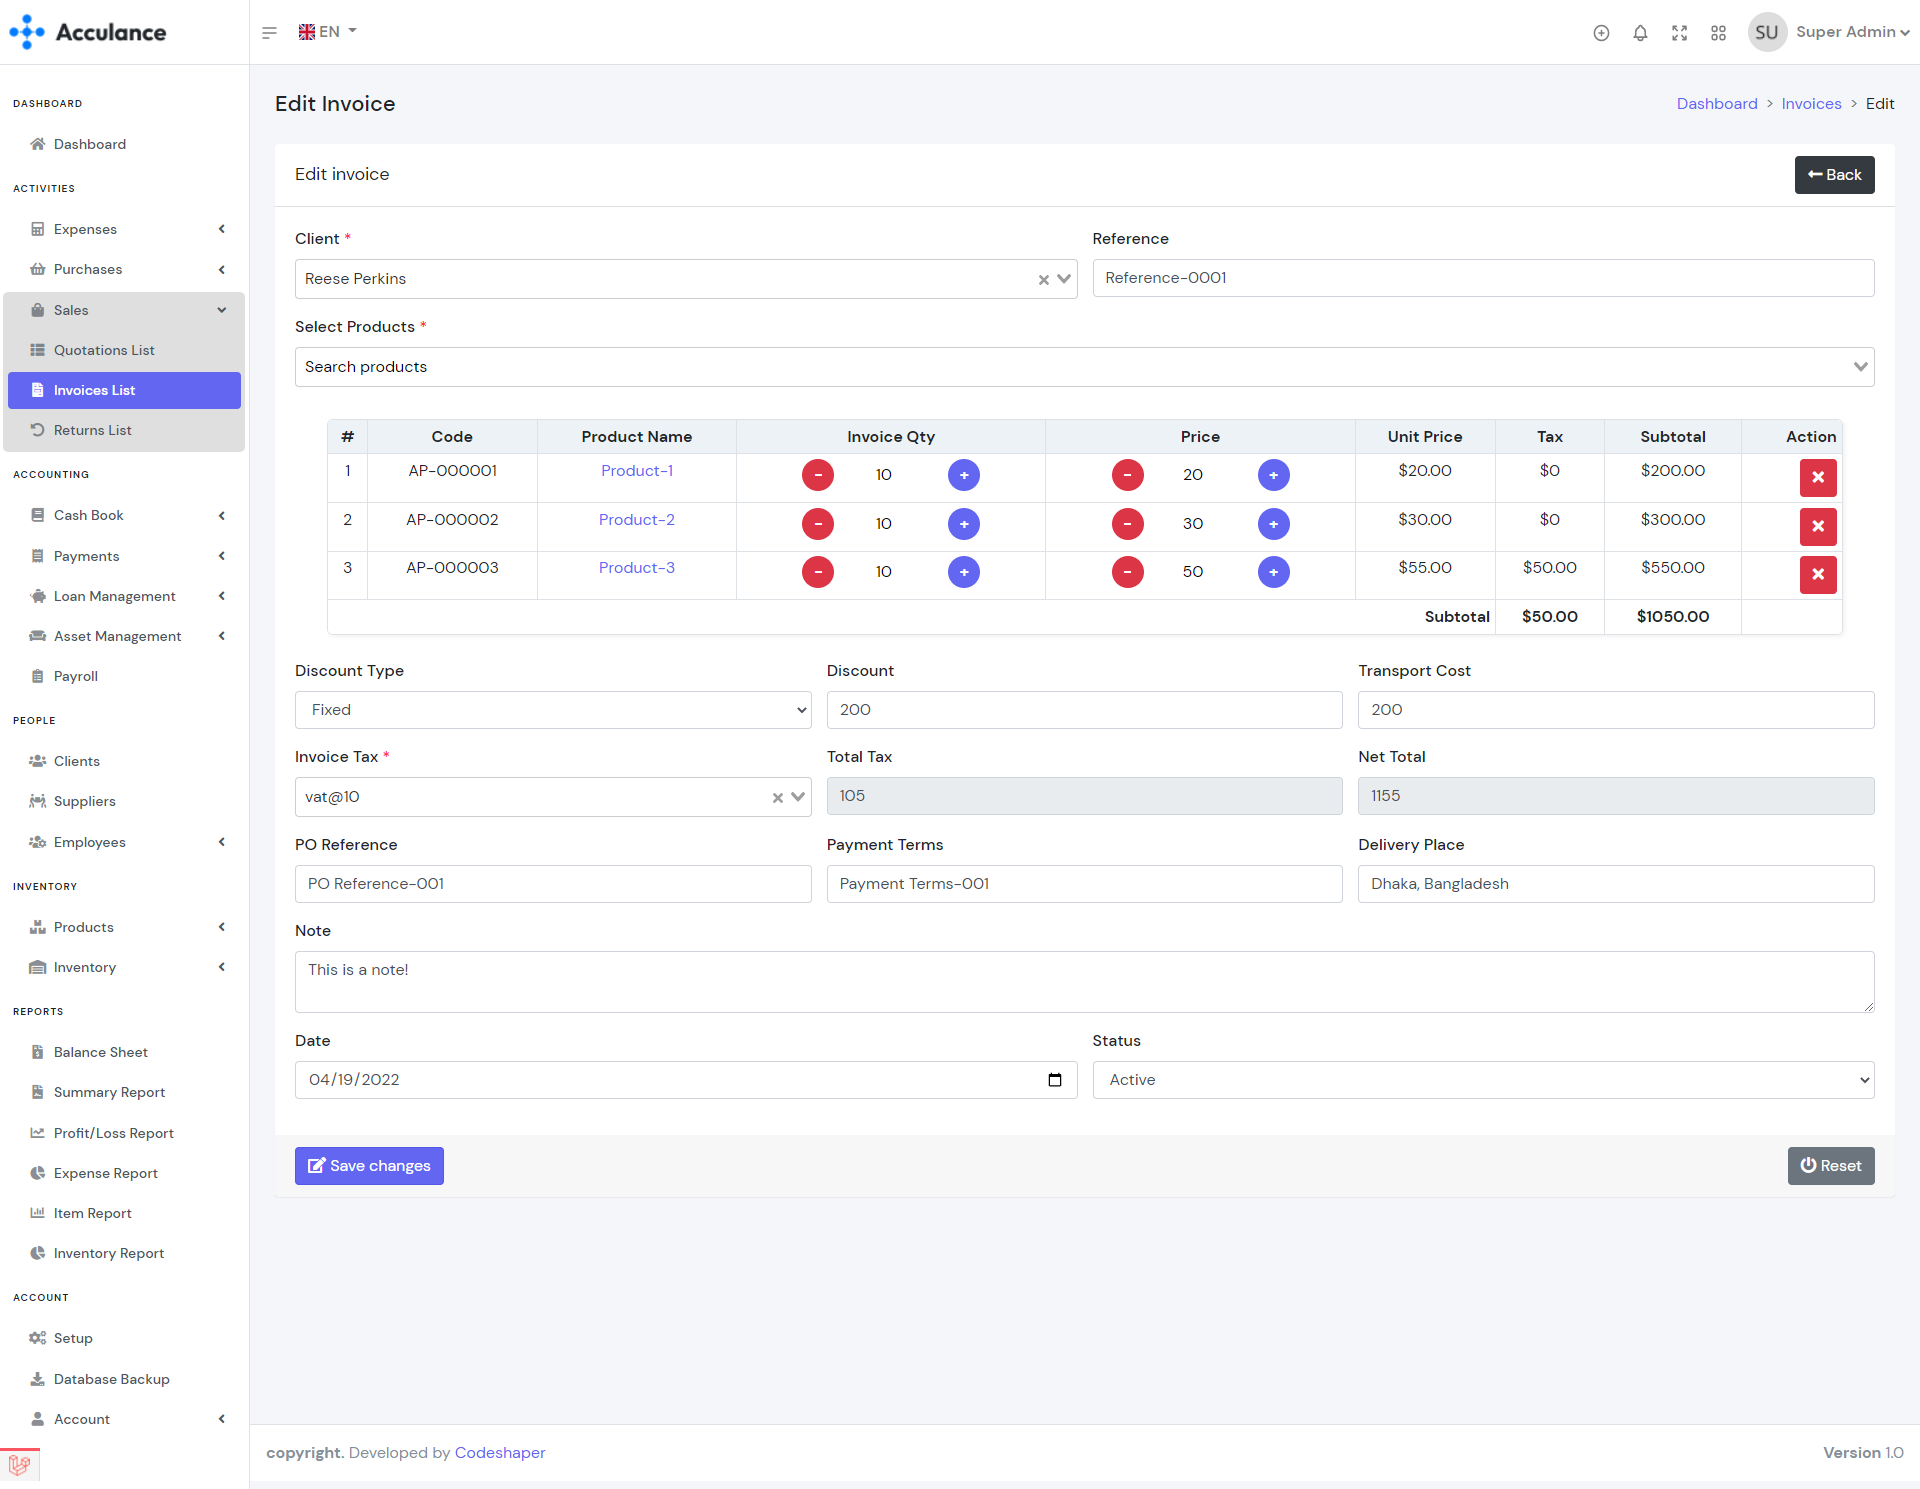 Acculance
EN
SU Super Admin
DASHBOARD
Dashboard
ACTIVITIES
Expenses
Purchases
Sales
Quotations List
Invoices List
Returns List
ACCOUNTING
Cash Book
Payments
Loan Management
Asset Management
Payroll
PEOPLE
Clients
Suppliers
Employees
INVENTORY
Products
Inventory
REPORTS
Balance Sheet
Summary Report
Profit/Loss Report
Expense Report
Item Report
Inventory Report
ACCOUNT
Setup
Database Backup
Account
Edit Invoice
Dashboard > Invoices > Edit
Edit invoice
Back
Client * Reference
Reese Perkins Reference-0001
Select Products *
Search products
# Code Product Name Invoice Qty Price Unit Price Tax Subtotal Action
1 AP-000001 Product-1 - 10 + - 20 + $20.00 $0 $200.00
2 AP-000002 Product-2 - 10 + - 30 + $30.00 $0 $300.00
3 AP-000003 Product-3 - 10 + - 50 + $55.00 $50.00 $550.00
Subtotal $50.00 $1050.00
Discount Type Discount Transport Cost
Fixed 200 200
Invoice Tax * Total Tax Net Total
vat@10 105 1155
PO Reference Payment Terms Delivery Place
PO Reference-001 Payment Terms-001 Dhaka, Bangladesh
Note
This is a note!
Date Status
04/19/2022 Active
Save changes Reset
copyright. Developed by Codeshaper Version 1.0